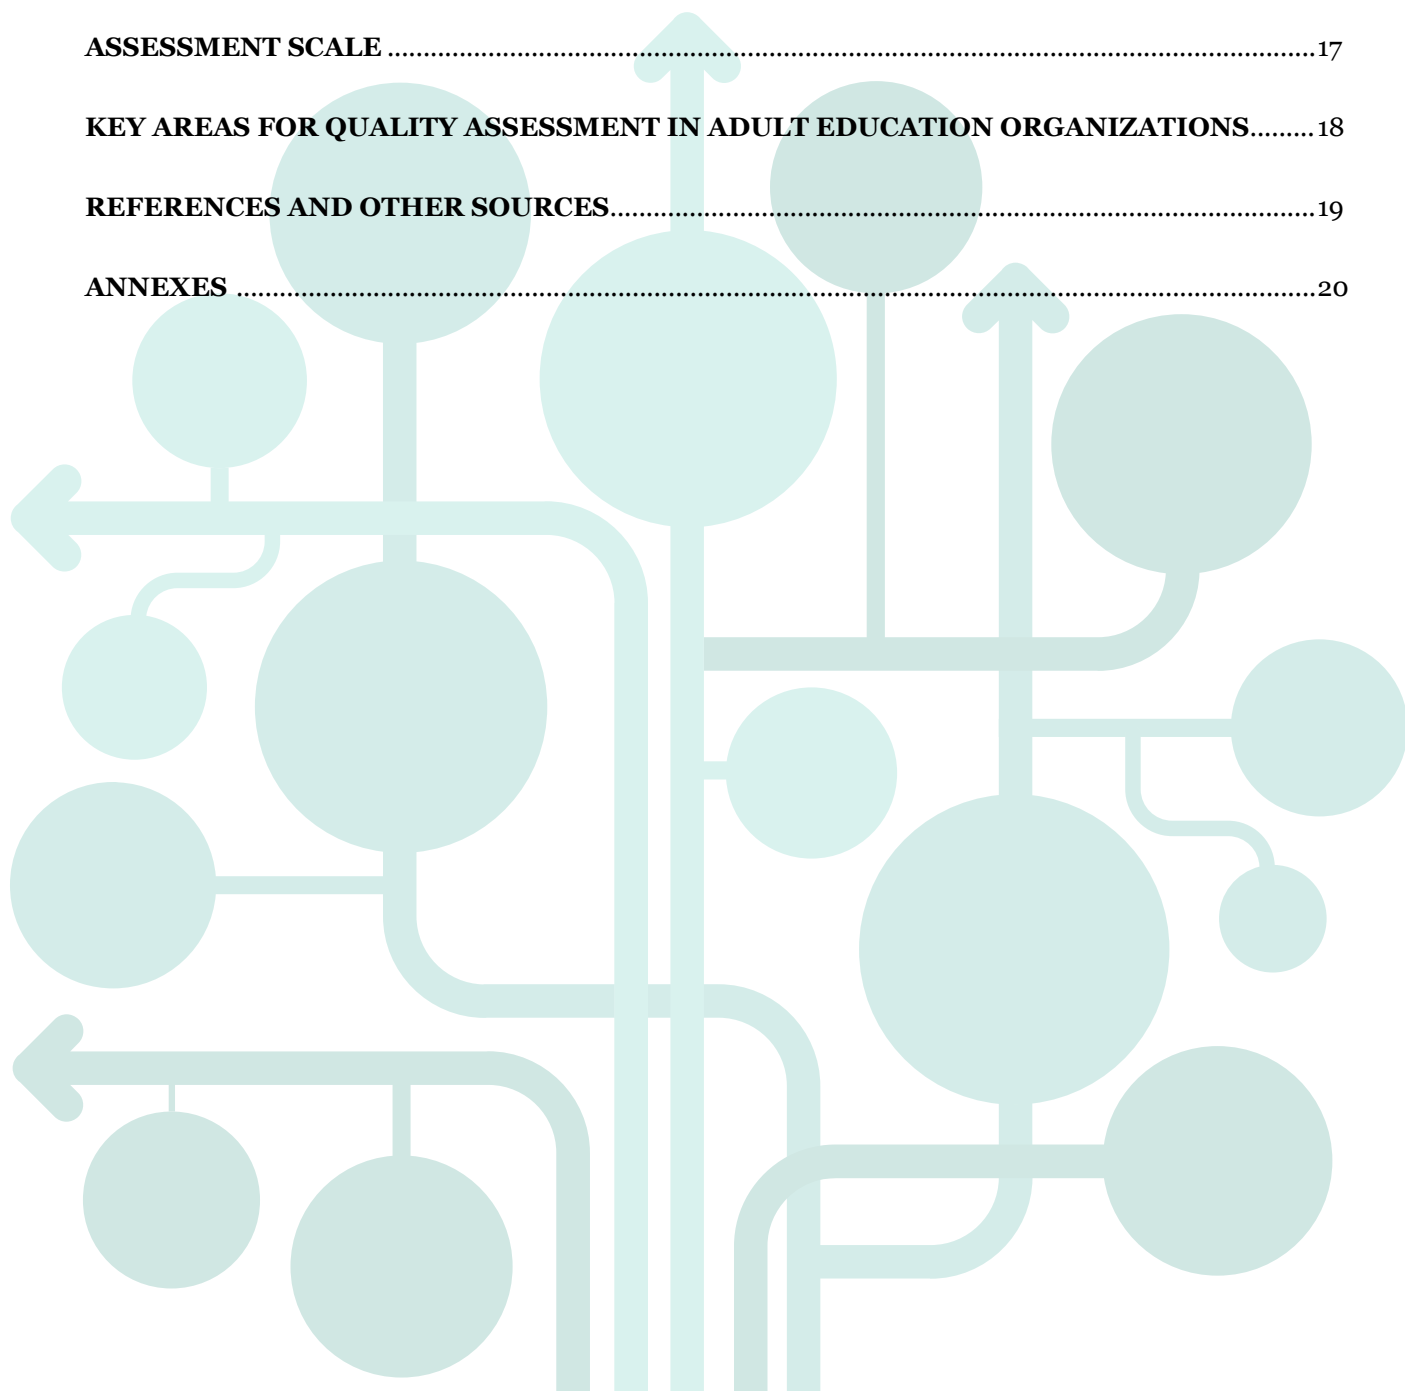 ASSESSMENT SCALE ................................................................................................................................17
KEY AREAS FOR QUALITY ASSESSMENT IN ADULT EDUCATION ORGANIZATIONS.........18
REFERENCES AND OTHER SOURCES.................................................................................................19
ANNEXES .....................................................................................................................................................20